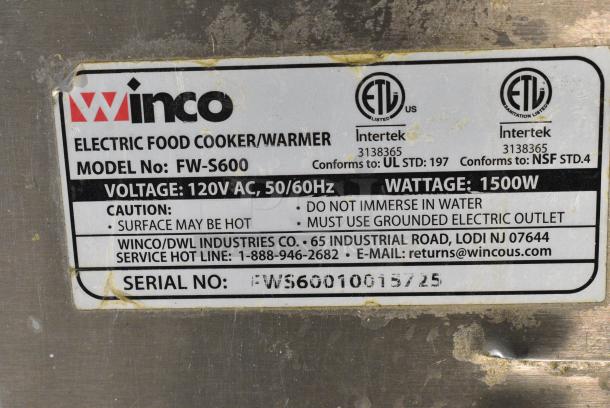 Winco
ELECTRIC FOOD COOKER/WARMER
MODEL No: FW-S600
ETL
LISTED
US
Intertek
3138365
Conforms to: UL STD: 197
ETL
SANITATION LISTED
Intertek
3138365
Conforms to: NSF STD.4
VOLTAGE: 120V AC, 50/60Hz WATTAGE: 1500W
CAUTION: • DO NOT IMMERSE IN WATER
• SURFACE MAY BE HOT • MUST USE GROUNDED ELECTRIC OUTLET
WINCO/DWL INDUSTRIES CO. • 65 INDUSTRIAL ROAD, LODI NJ 07644
SERVICE HOT LINE: 1-888-946-2682 • E-MAIL: returns@wincous.com
SERIAL NO: FWS60010015725